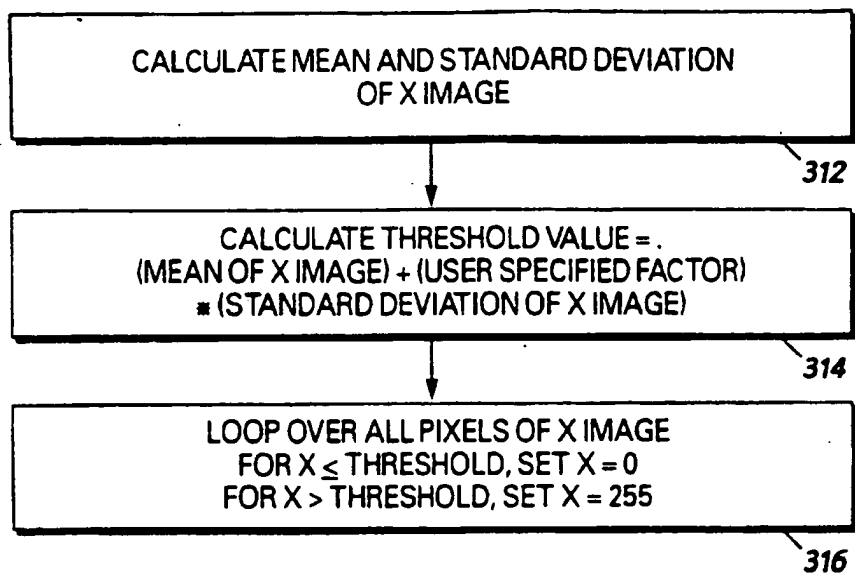 CALCULATE MEAN AND STANDARD DEVIATION
OF X IMAGE
312
CALCULATE THRESHOLD VALUE = .
(MEAN OF X IMAGE) + (USER SPECIFIED FACTOR)
* (STANDARD DEVIATION OF X IMAGE)
314
LOOP OVER ALL PIXELS OF X IMAGE
FOR X ≤ THRESHOLD, SET X = 0
FOR X > THRESHOLD, SET X = 255
316